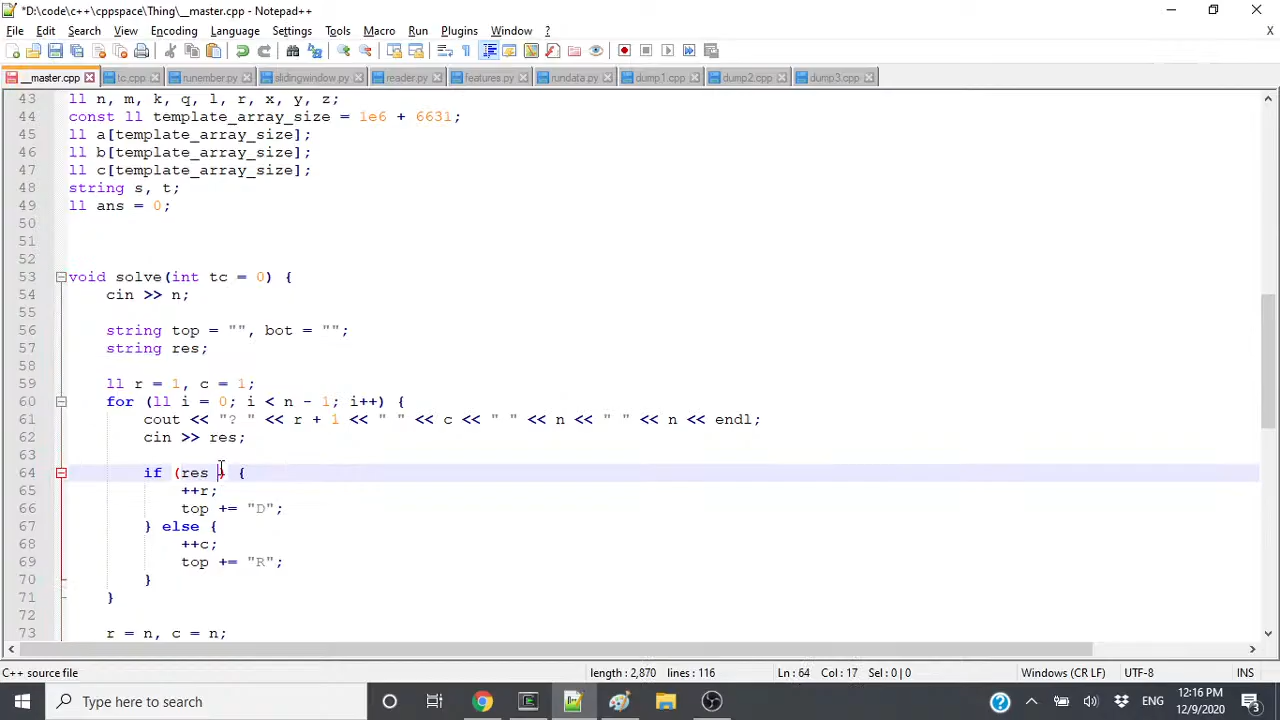 *D:\code\c++\cppspace\Thing\__master.cpp - Notepad++
File Edit Search View Encoding Language Settings Tools Macro Run Plugins Window ? X
__master.cpp tc.cpp runember.py slidingwindow.py reader.py features.py rundata.py dump1.cpp dump2.cpp dump3.cpp
43 ll n, m, k, q, l, r, x, y, z;
44 const ll template_array_size = 1e6 + 6631;
45 ll a[template_array_size];
46 ll b[template_array_size];
47 ll c[template_array_size];
48 string s, t;
49 ll ans = 0;
50
51
52
53 void solve(int tc = 0) {
54 cin >> n;
55
56 string top = "", bot = "";
57 string res;
58
59 ll r = 1, c = 1;
60 for (ll i = 0; i < n - 1; i++) {
61 cout << "? " << r + 1 << " " << c << " " << n << " " << n << endl;
62 cin >> res;
63
64 if (res ) {
65 ++r;
66 top += "D";
67 } else {
68 ++c;
69 top += "R";
70 }
71 }
72
73 r = n, c = n;
C++ source file length : 2,870 lines : 116 Ln : 64 Col : 17 Sel : 0 | 0 Windows (CR LF) UTF-8 INS
Type here to search
ENG
12:16 PM
12/9/2020
3